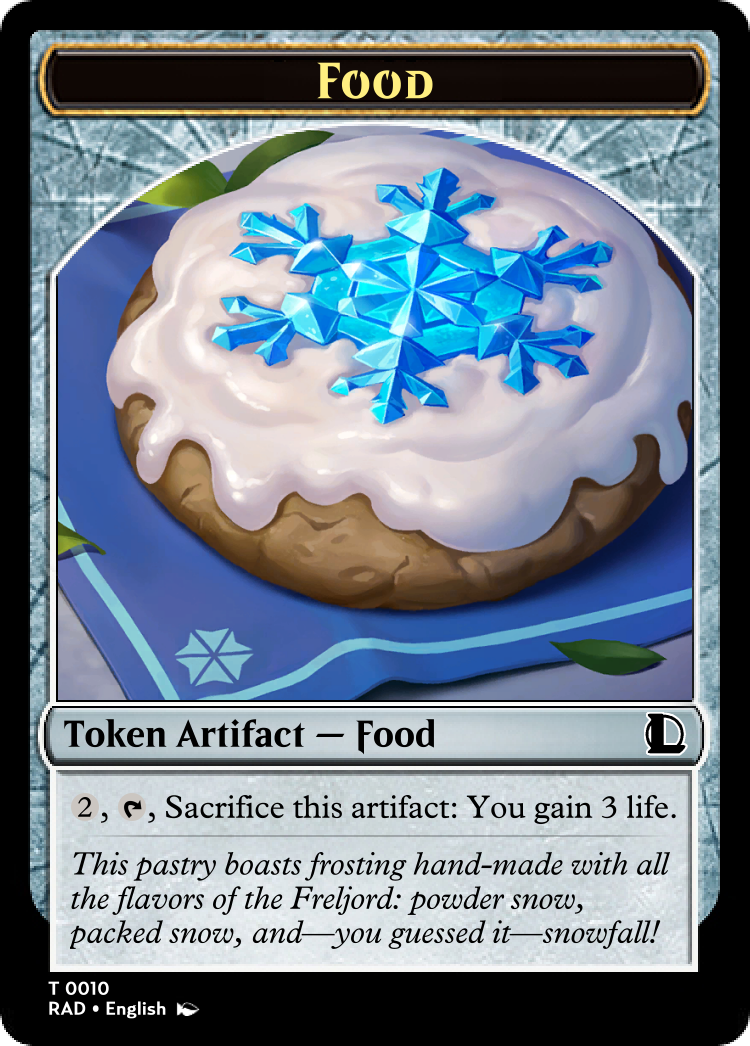 Food
Token Artifact — Food
2, , Sacrifice this artifact: You gain 3 life.
This pastry boasts frosting hand-made with all
the flavors of the Freljord: powder snow,
packed snow, and—you guessed it—snowfall!
T 0010
RAD • English